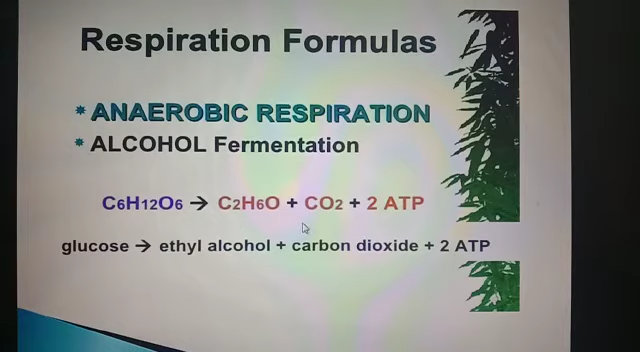 Respiration Formulas
* ANAEROBIC RESPIRATION
* ALCOHOL Fermentation
C6H12O6 → C2H6O + CO2 + 2 ATP
glucose → ethyl alcohol + carbon dioxide + 2 ATP